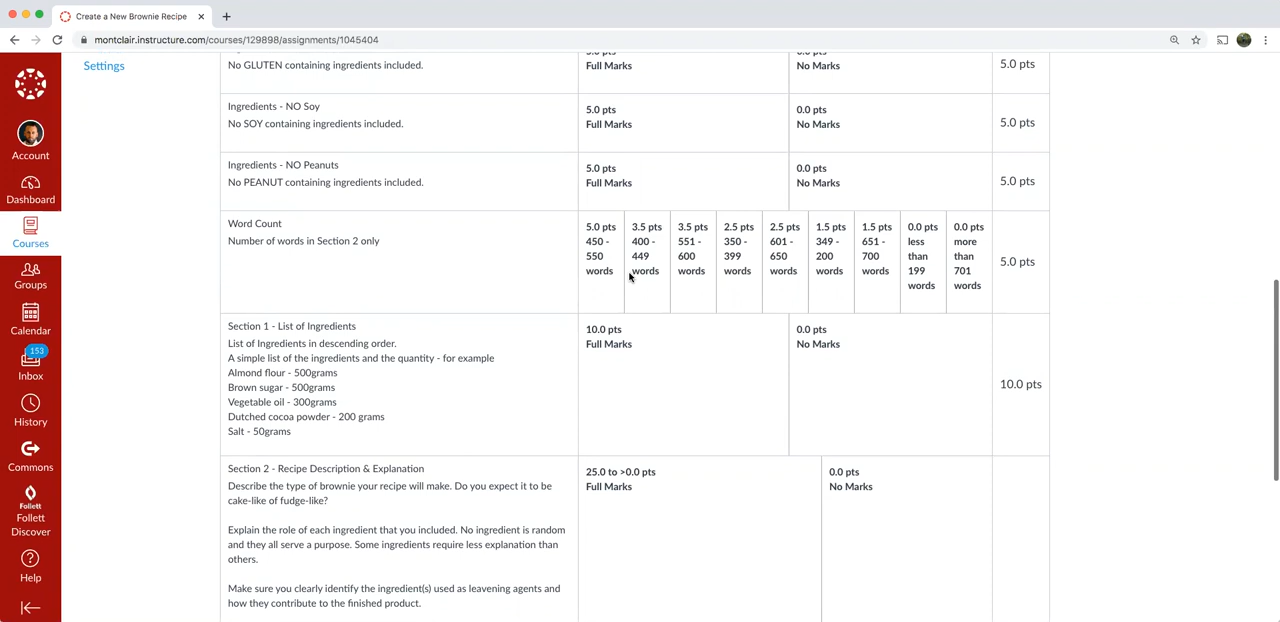 Create a New Brownie Recipe
montclair.instructure.com/courses/129898/assignments/1045404
Account
Dashboard
Courses
Groups
Calendar
153
Inbox
History
Commons
Follett
Follett
Discover
Help
Settings
No GLUTEN containing ingredients included.
5.0 pts
Full Marks
0.0 pts
No Marks
5.0 pts
Ingredients - NO Soy
No SOY containing ingredients included.
5.0 pts
Full Marks
0.0 pts
No Marks
5.0 pts
Ingredients - NO Peanuts
No PEANUT containing ingredients included.
5.0 pts
Full Marks
0.0 pts
No Marks
5.0 pts
Word Count
Number of words in Section 2 only
5.0 pts
450 -
550
words
3.5 pts
400 -
449
words
3.5 pts
551 -
600
words
2.5 pts
350 -
399
words
2.5 pts
601 -
650
words
1.5 pts
349 -
200
words
1.5 pts
651 -
700
words
0.0 pts
less
than
199
words
0.0 pts
more
than
701
words
5.0 pts
Section 1 - List of Ingredients
List of Ingredients in descending order.
A simple list of the ingredients and the quantity - for example
Almond flour - 500grams
Brown sugar - 500grams
Vegetable oil - 300grams
Dutched cocoa powder - 200 grams
Salt - 50grams
10.0 pts
Full Marks
0.0 pts
No Marks
10.0 pts
Section 2 - Recipe Description & Explanation
Describe the type of brownie your recipe will make. Do you expect it to be
cake-like of fudge-like?
Explain the role of each ingredient that you included. No ingredient is random
and they all serve a purpose. Some ingredients require less explanation than
others.
Make sure you clearly identify the ingredient(s) used as leavening agents and
how they contribute to the finished product.
25.0 to >0.0 pts
Full Marks
0.0 pts
No Marks